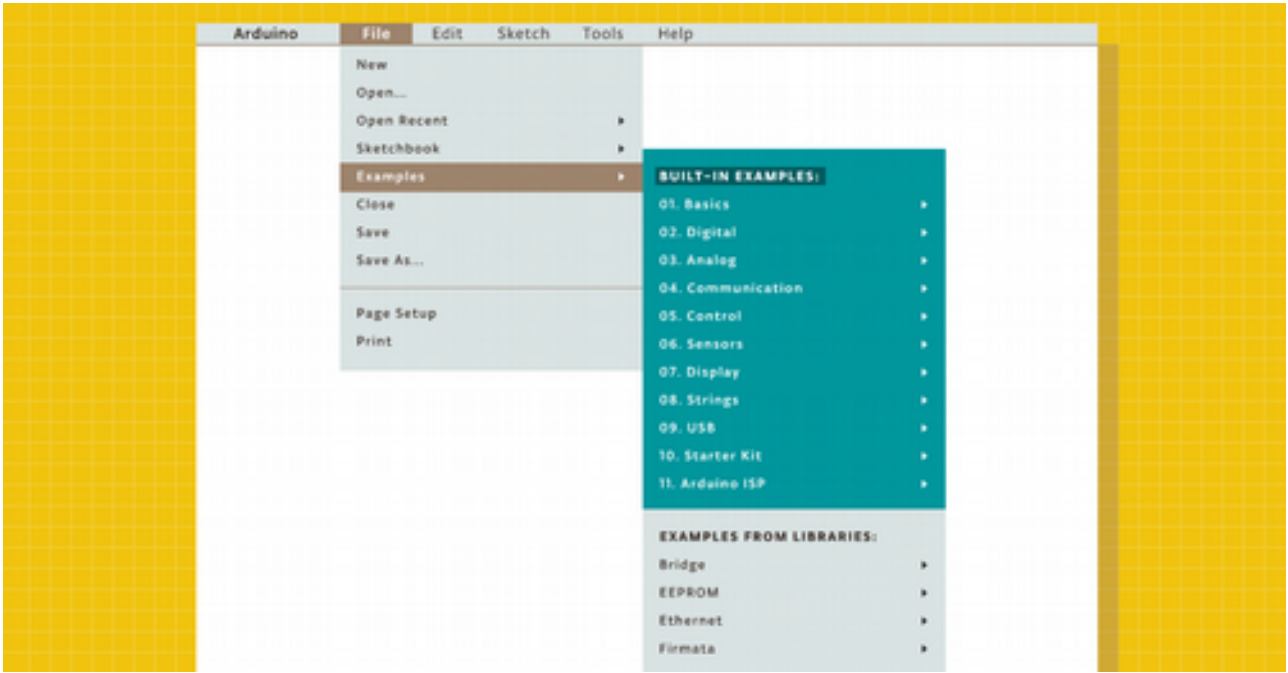 Arduino File Edit Sketch Tools Help
New
Open...
Open Recent
Sketchbook
Examples
Close
Save
Save As...
Page Setup
Print
BUILT-IN EXAMPLES:
01. Basics
02. Digital
03. Analog
04. Communication
05. Control
06. Sensors
07. Display
08. Strings
09. USB
10. Starter Kit
11. Arduino ISP
EXAMPLES FROM LIBRARIES:
Bridge
EEPROM
Ethernet
Firmata